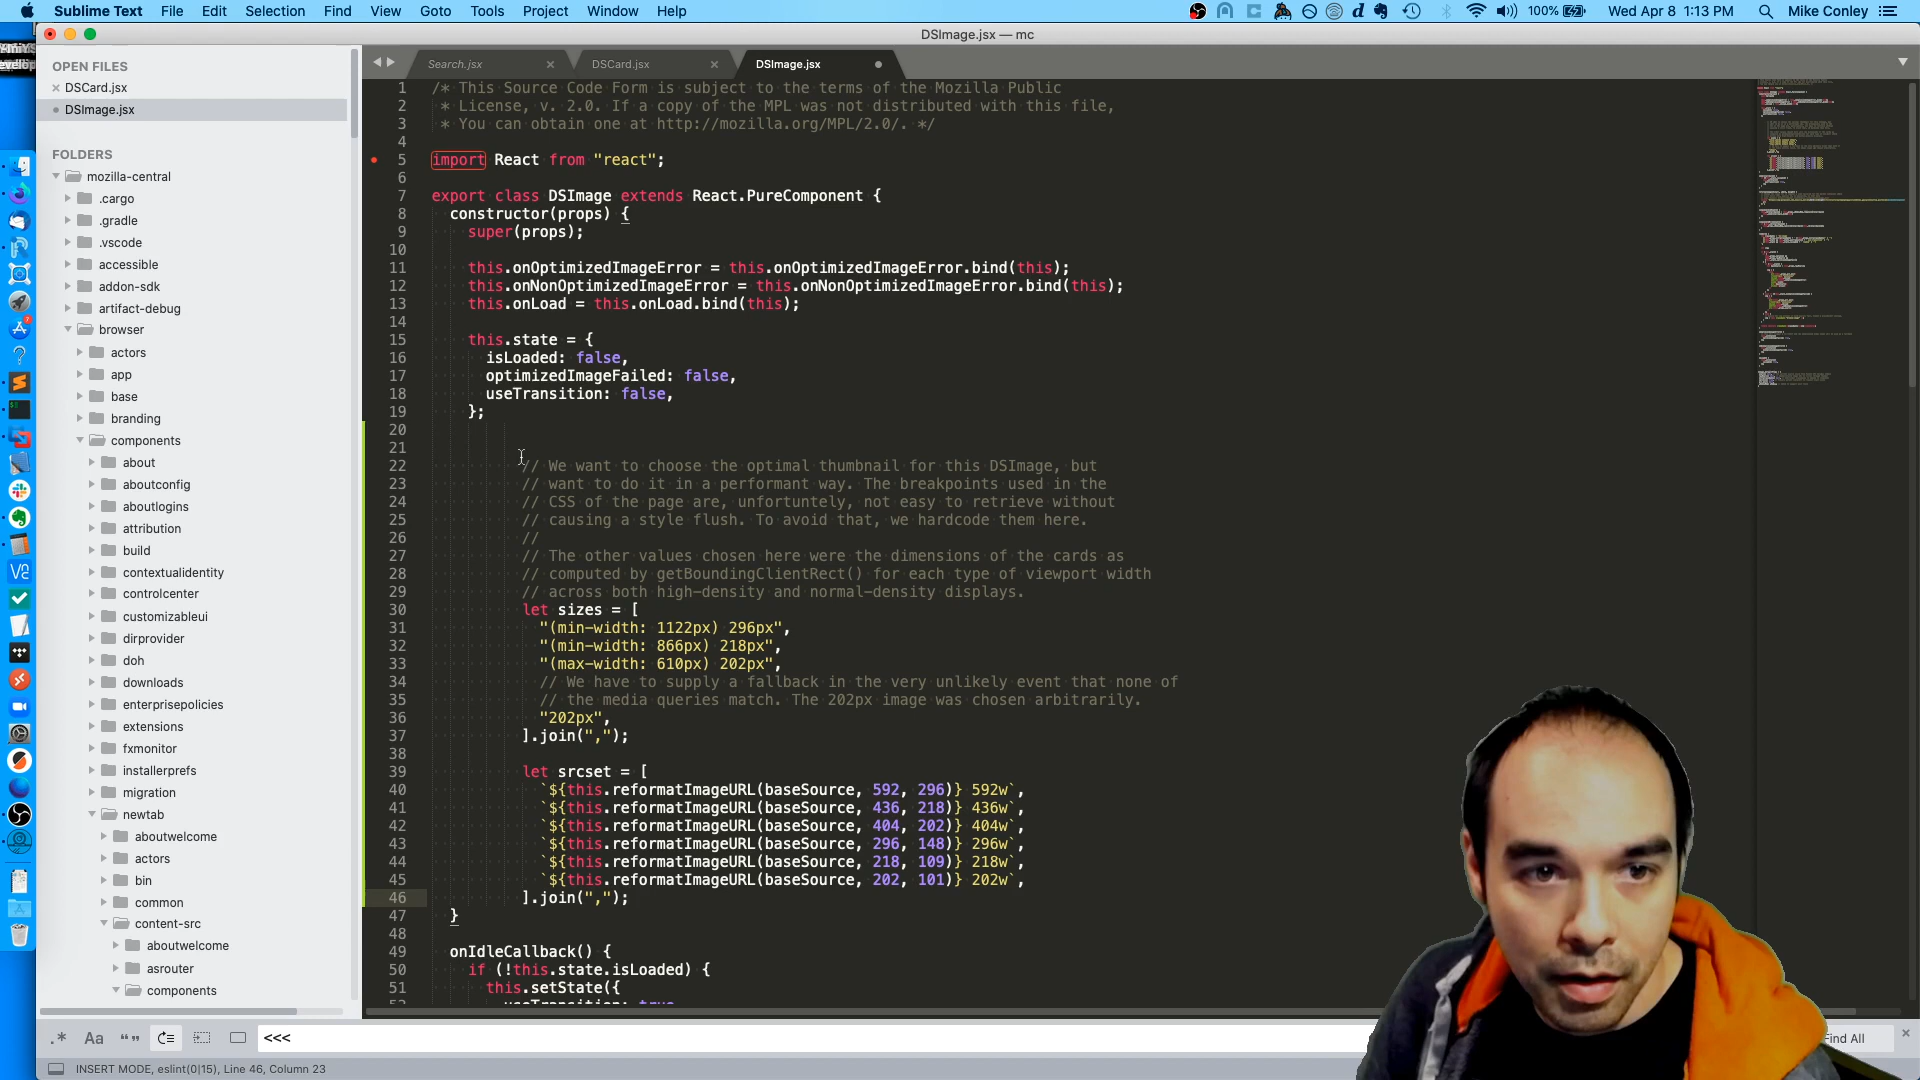 Sublime Text File Edit Selection Find View Goto Tools Project Window Help
100% Wed Apr 8 1:13 PM Mike Conley
DSImage.jsx — mc
OPEN FILES
DSCard.jsx
DSImage.jsx
FOLDERS
mozilla-central
.cargo
.gradle
.vscode
accessible
addon-sdk
artifact-debug
browser
actors
app
base
branding
components
about
aboutconfig
aboutlogins
attribution
build
contextualidentity
controlcenter
customizableui
dirprovider
doh
downloads
enterprisepolicies
extensions
fxmonitor
installerprefs
migration
newtab
aboutwelcome
actors
bin
common
content-src
aboutwelcome
asrouter
components
Search.jsx DSCard.jsx DSImage.jsx
1 /* This Source Code Form is subject to the terms of the Mozilla Public
2 * License, v. 2.0. If a copy of the MPL was not distributed with this file,
3 * You can obtain one at http://mozilla.org/MPL/2.0/. */
4
5 import React from "react";
6
7 export class DSImage extends React.PureComponent {
8 constructor(props) {
9 super(props);
10
11 this.onOptimizedImageError = this.onOptimizedImageError.bind(this);
12 this.onNonOptimizedImageError = this.onNonOptimizedImageError.bind(this);
13 this.onLoad = this.onLoad.bind(this);
14
15 this.state = {
16 isLoaded: false,
17 optimizedImageFailed: false,
18 useTransition: false,
19 };
20
21
22 // We want to choose the optimal thumbnail for this DSImage, but
23 // want to do it in a performant way. The breakpoints used in the
24 // CSS of the page are, unfortuntely, not easy to retrieve without
25 // causing a style flush. To avoid that, we hardcode them here.
26 //
27 // The other values chosen here were the dimensions of the cards as
28 // computed by getBoundingClientRect() for each type of viewport width
29 // across both high-density and normal-density displays.
30 let sizes = [
31 "(min-width: 1122px) 296px",
32 "(min-width: 866px) 218px",
33 "(max-width: 610px) 202px",
34 // We have to supply a fallback in the very unlikely event that none of
35 // the media queries match. The 202px image was chosen arbitrarily.
36 "202px",
37 ].join(",");
38
39 let srcset = [
40 `${this.reformatImageURL(baseSource, 592, 296)} 592w`,
41 `${this.reformatImageURL(baseSource, 436, 218)} 436w`,
42 `${this.reformatImageURL(baseSource, 404, 202)} 404w`,
43 `${this.reformatImageURL(baseSource, 296, 148)} 296w`,
44 `${this.reformatImageURL(baseSource, 218, 109)} 218w`,
45 `${this.reformatImageURL(baseSource, 202, 101)} 202w`,
46 ].join(",");
47 }
48
49 onIdleCallback() {
50 if (!this.state.isLoaded) {
51 this.setState({
.* Aa <<< Find All
INSERT MODE, eslint(0|15), Line 46, Column 23